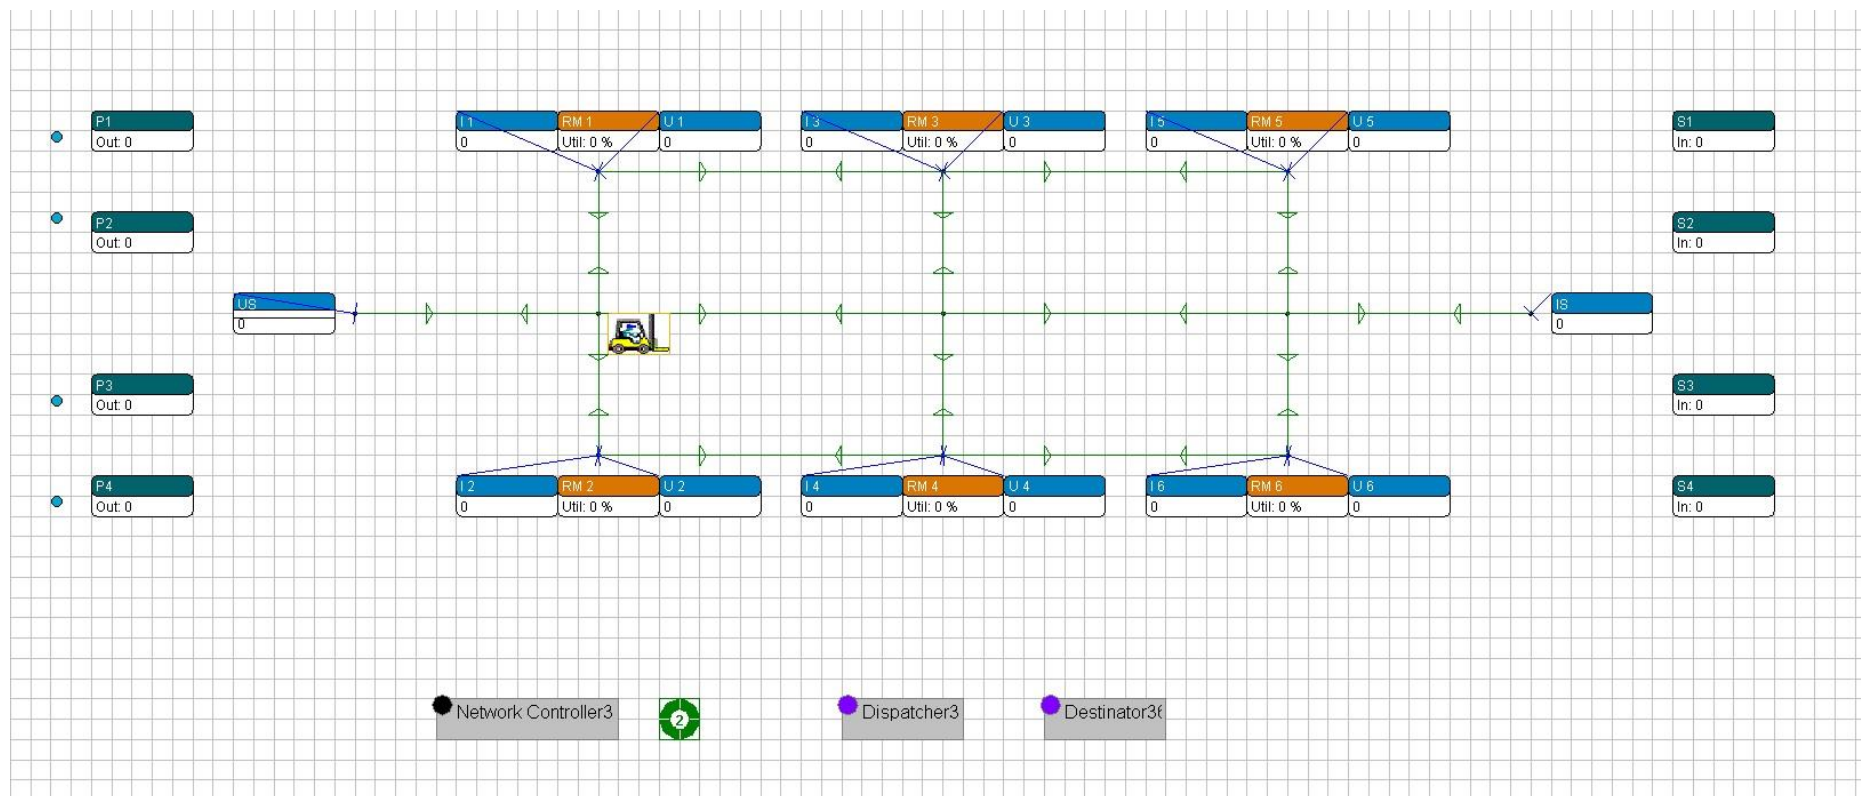 P1
Out: 0
I 1
0
RM 1
Util: 0 %
U 1
0
I 3
0
RM 3
Util: 0 %
U 3
0
I 5
0
RM 5
Util: 0 %
U 5
0
S1
In: 0
P2
Out: 0
S2
In: 0
US
0
IS
0
P3
Out: 0
S3
In: 0
P4
Out: 0
I 2
0
RM 2
Util: 0 %
U 2
0
I 4
0
RM 4
Util: 0 %
U 4
0
I 6
0
RM 6
Util: 0 %
U 6
0
S4
In: 0
Network Controller3
2
Dispatcher3
Destinator36